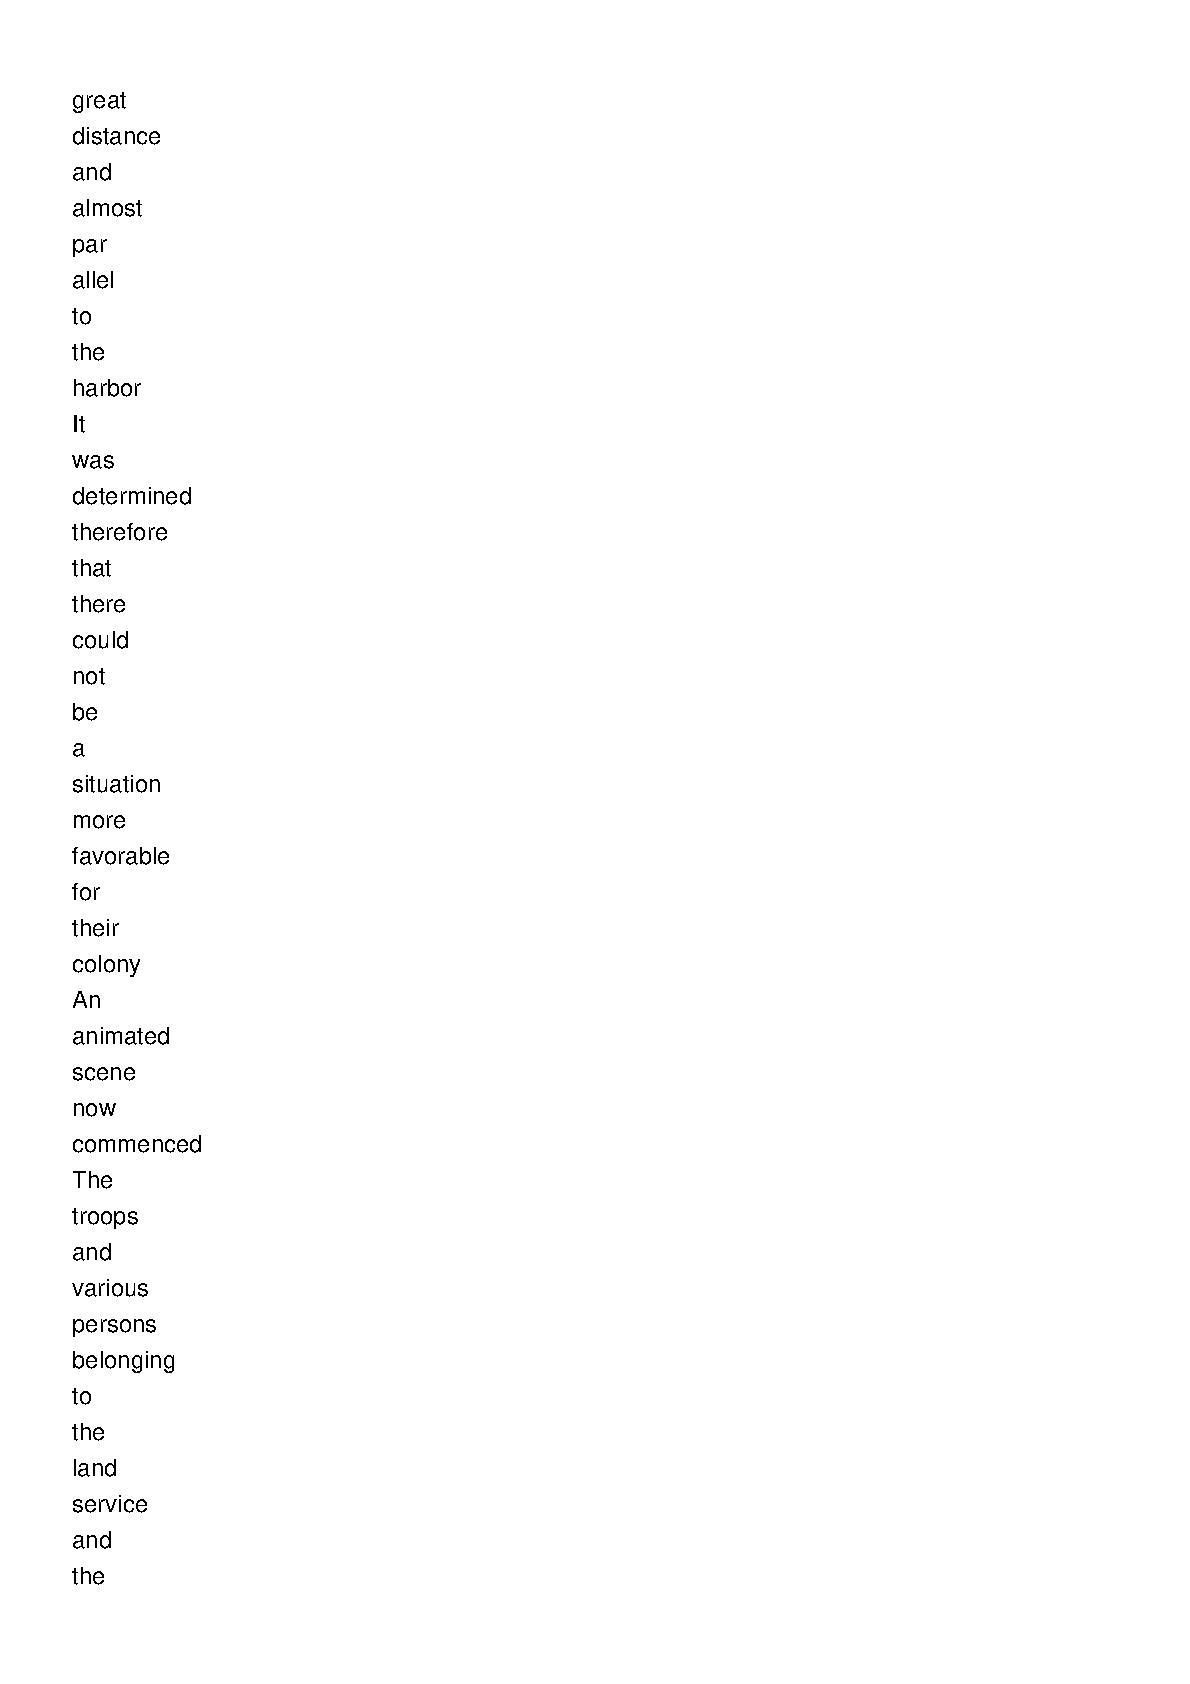 great
distance
and
almost
par
allel
to
the
harbor
It
was
determined
therefore
that
there
could
not
be
a
situation
more
favorable
for
their
colony
An
animated
scene
now
commenced
The
troops
and
various
persons
belonging
to
the
land
service
and
the